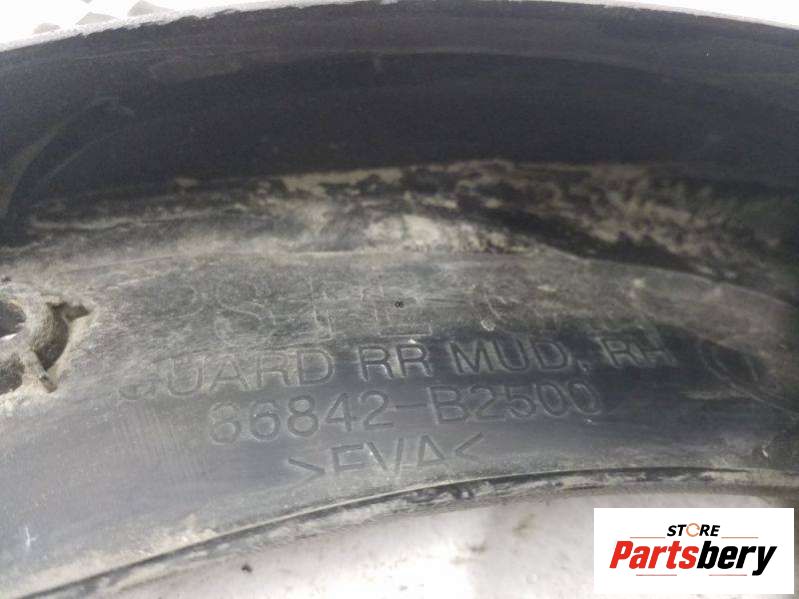 GUARD RR MUD, RH
86842-B2500
>EVA<
STORE
Partsbery